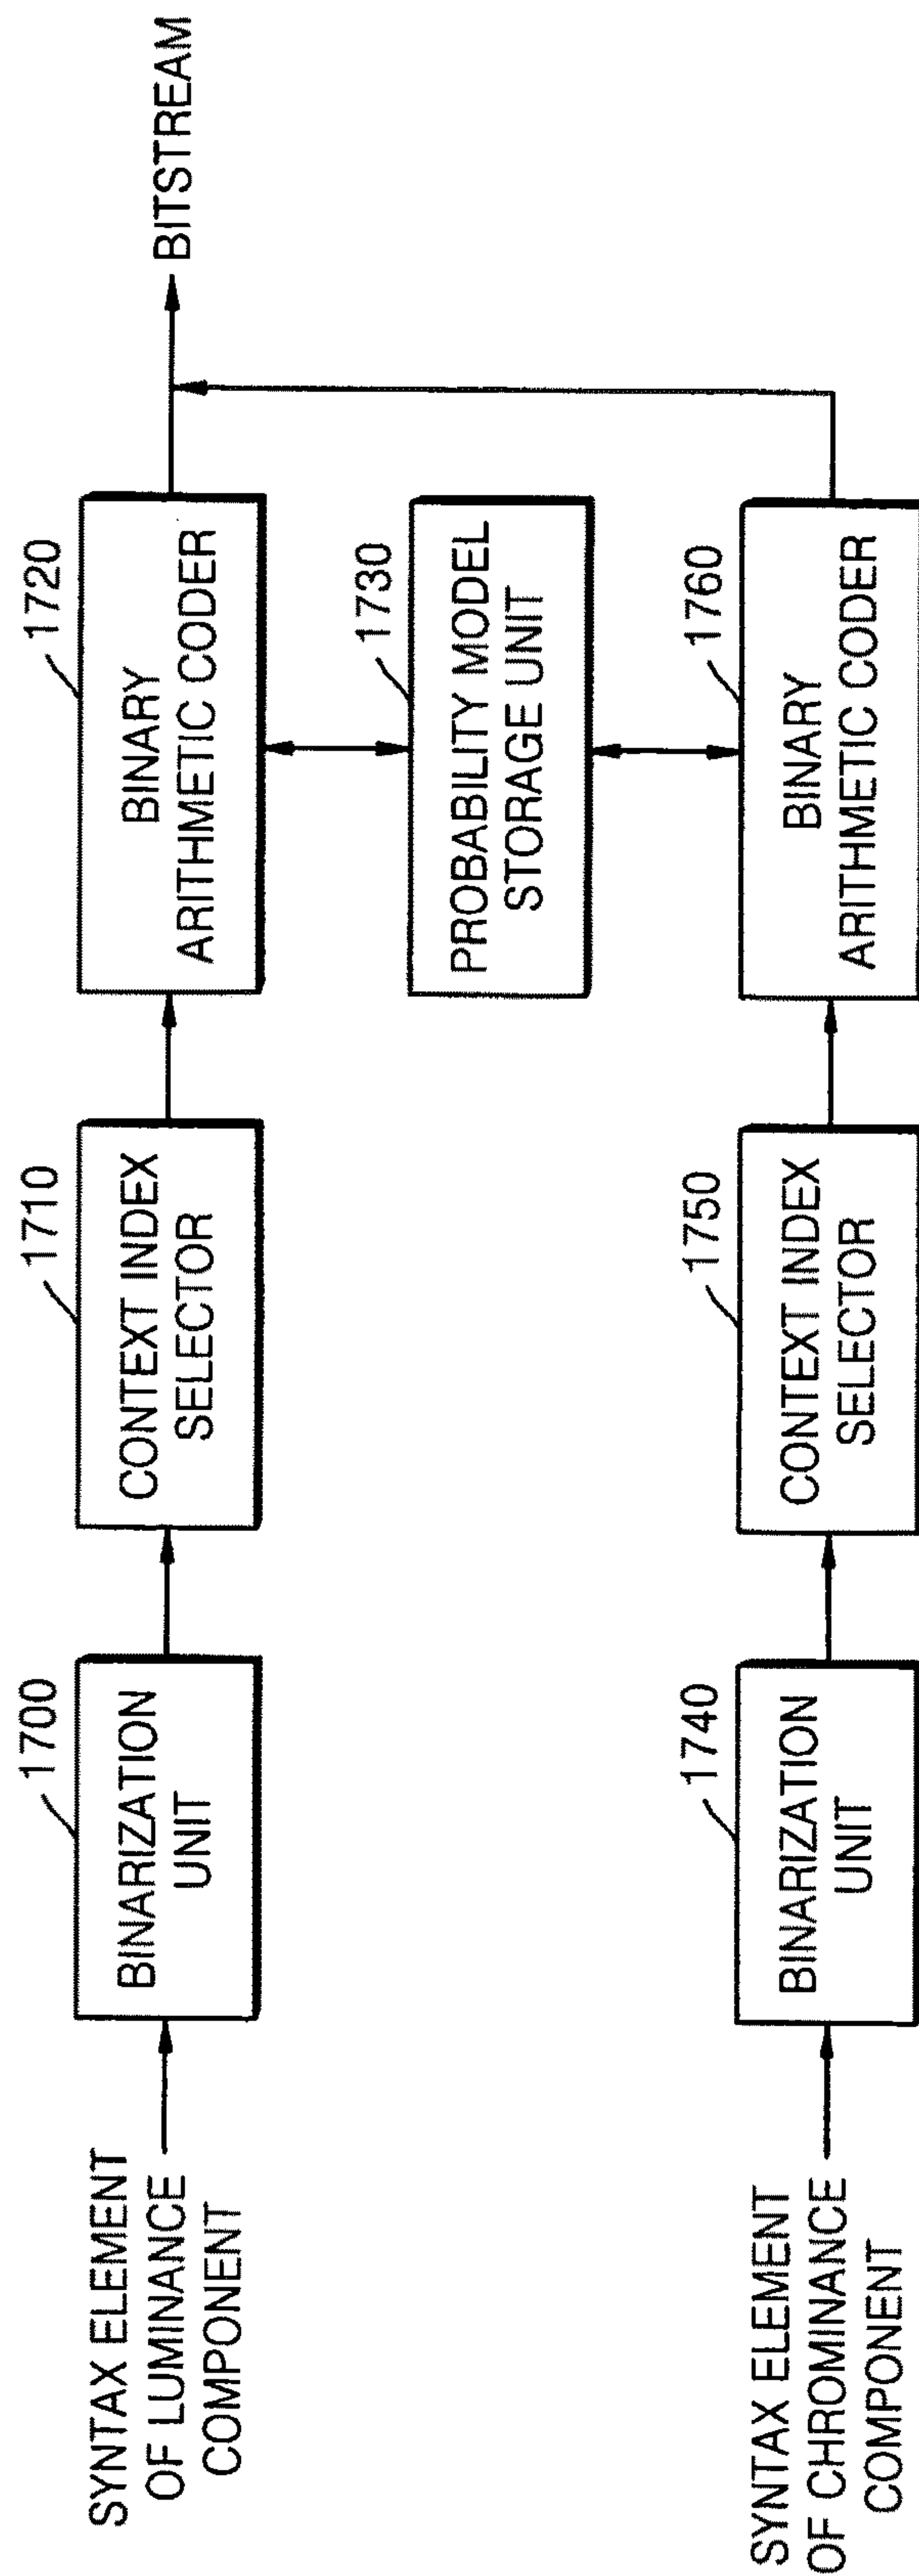 SYNTAX ELEMENT
OF LUMINANCE
COMPONENT
1700
BINARIZATION
UNIT
1710
CONTEXT INDEX
SELECTOR
1720
BINARY
ARITHMETIC CODER
BITSTREAM
1730
PROBABILITY MODEL
STORAGE UNIT
SYNTAX ELEMENT
OF CHROMINANCE
COMPONENT
1740
BINARIZATION
UNIT
1750
CONTEXT INDEX
SELECTOR
1760
BINARY
ARITHMETIC CODER